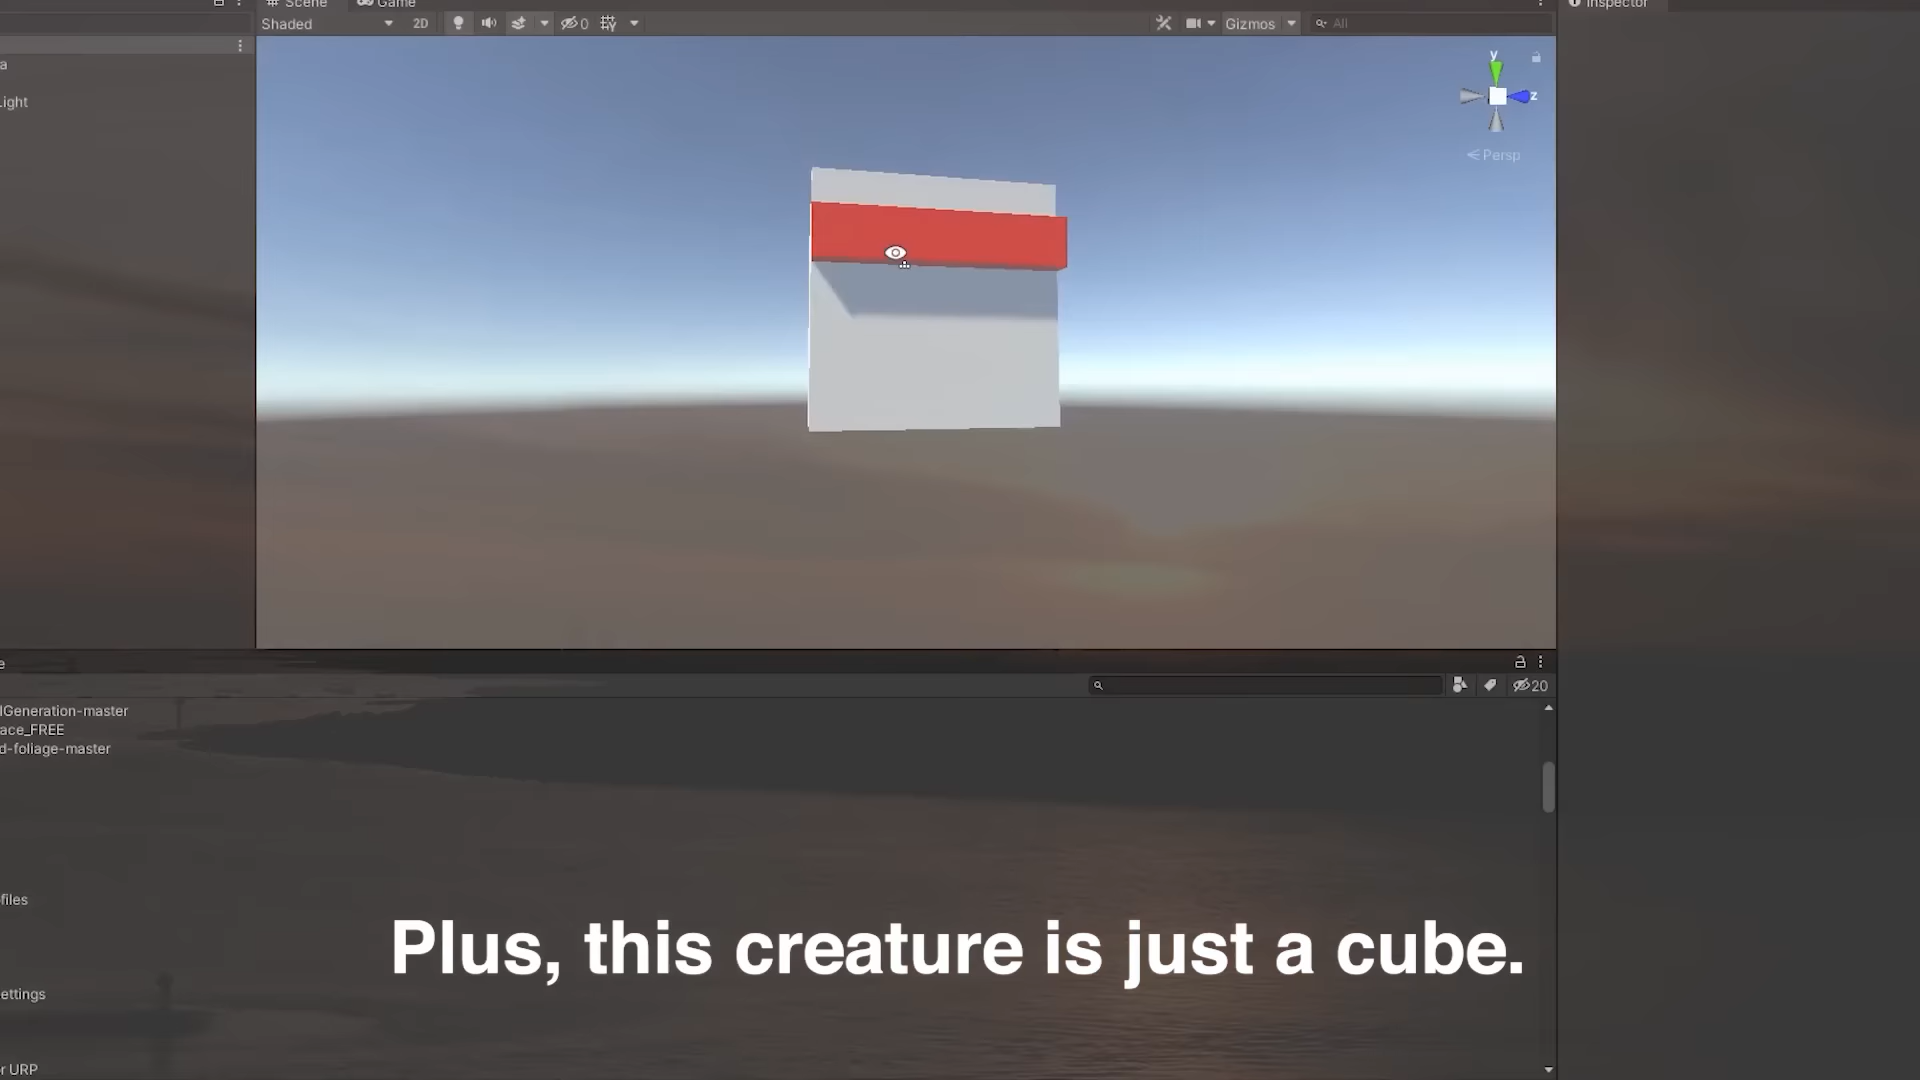 Scene
Game
Inspector
Shaded
2D
0
Gizmos
All
a
Light
y
z
Persp
e
20
lGeneration-master
ace_FREE
d-foliage-master
files
ettings
r URP
Plus, this creature is just a cube.